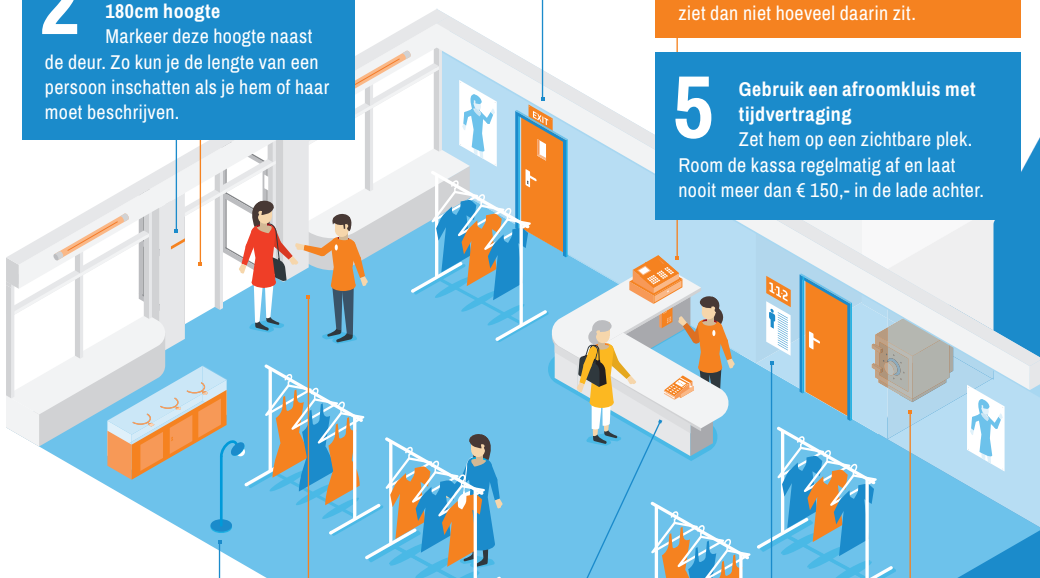 2
180cm hoogte
Markeer deze hoogte naast
de deur. Zo kun je de lengte van een
persoon inschatten als je hem of haar
moet beschrijven.
ziet dan niet hoeveel daarin zit.
5
Gebruik een afroomkluis met
tijdvertraging
Zet hem op een zichtbare plek.
Room de kassa regelmatig af en laat
nooit meer dan € 150,- in de lade achter.
EXIT
112